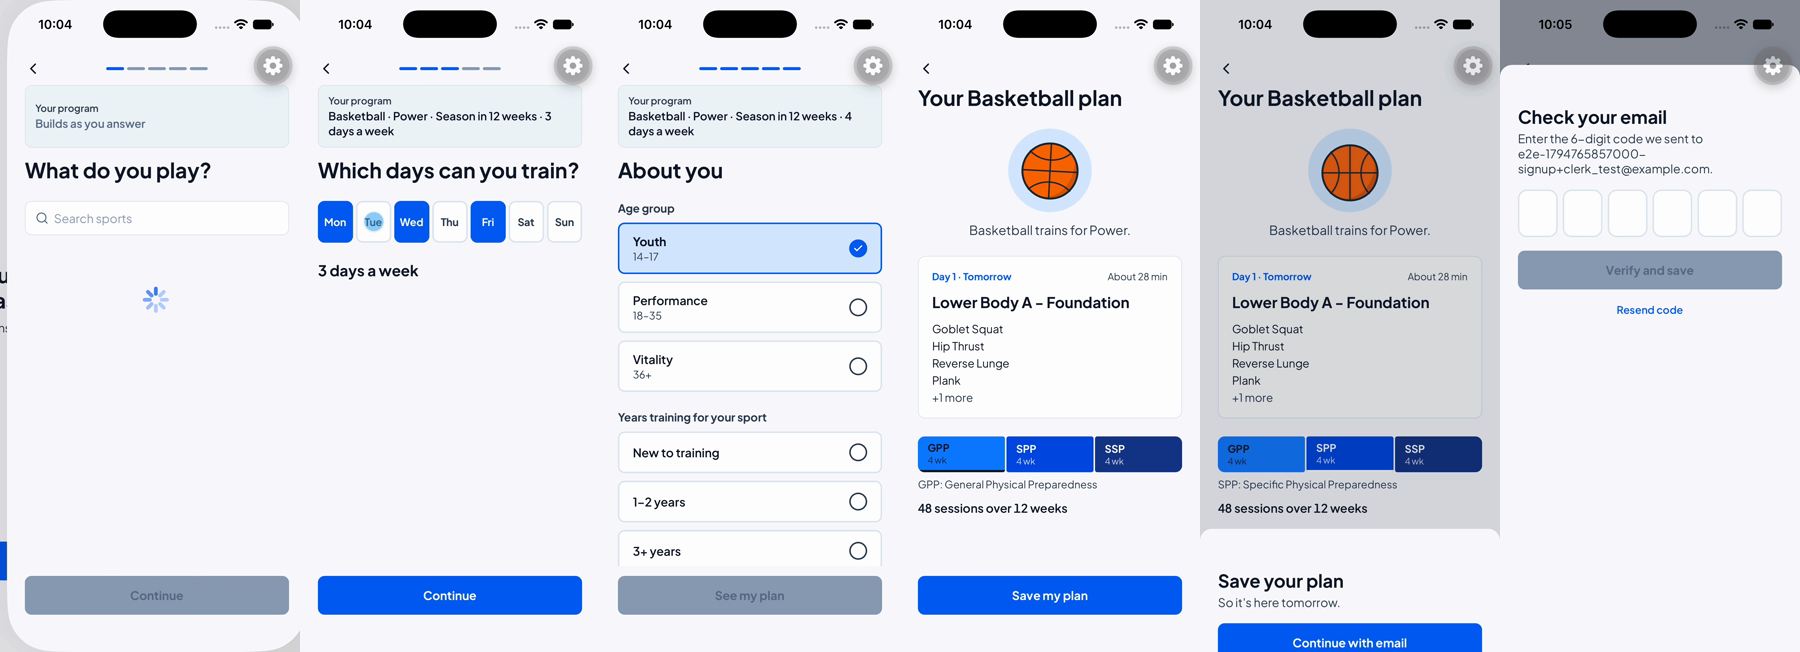 10:04
Your program
Builds as you answer
What do you play?
Search sports
Continue
10:04
Your program
Basketball · Power · Season in 12 weeks · 3
days a week
Which days can you train?
Mon Tue Wed Thu Fri Sat Sun
3 days a week
Continue
10:04
Your program
Basketball · Power · Season in 12 weeks · 4
days a week
About you
Age group
Youth
14–17
Performance
18–35
Vitality
36+
Years training for your sport
New to training
1–2 years
3+ years
See my plan
10:04
Your Basketball plan
Basketball trains for Power.
Day 1 · Tomorrow About 28 min
Lower Body A – Foundation
Goblet Squat
Hip Thrust
Reverse Lunge
Plank
+1 more
GPP SPP SSP
4 wk 4 wk 4 wk
GPP: General Physical Preparedness
48 sessions over 12 weeks
Save my plan
10:04
Your Basketball plan
Basketball trains for Power.
Day 1 · Tomorrow About 28 min
Lower Body A – Foundation
Goblet Squat
Hip Thrust
Reverse Lunge
Plank
+1 more
GPP SPP SSP
4 wk 4 wk 4 wk
SPP: Specific Physical Preparedness
48 sessions over 12 weeks
Save your plan
So it's here tomorrow.
Continue with email
10:05
Check your email
Enter the 6-digit code we sent to
e2e-1794765857000-
signup+clerk_test@example.com.
Verify and save
Resend code